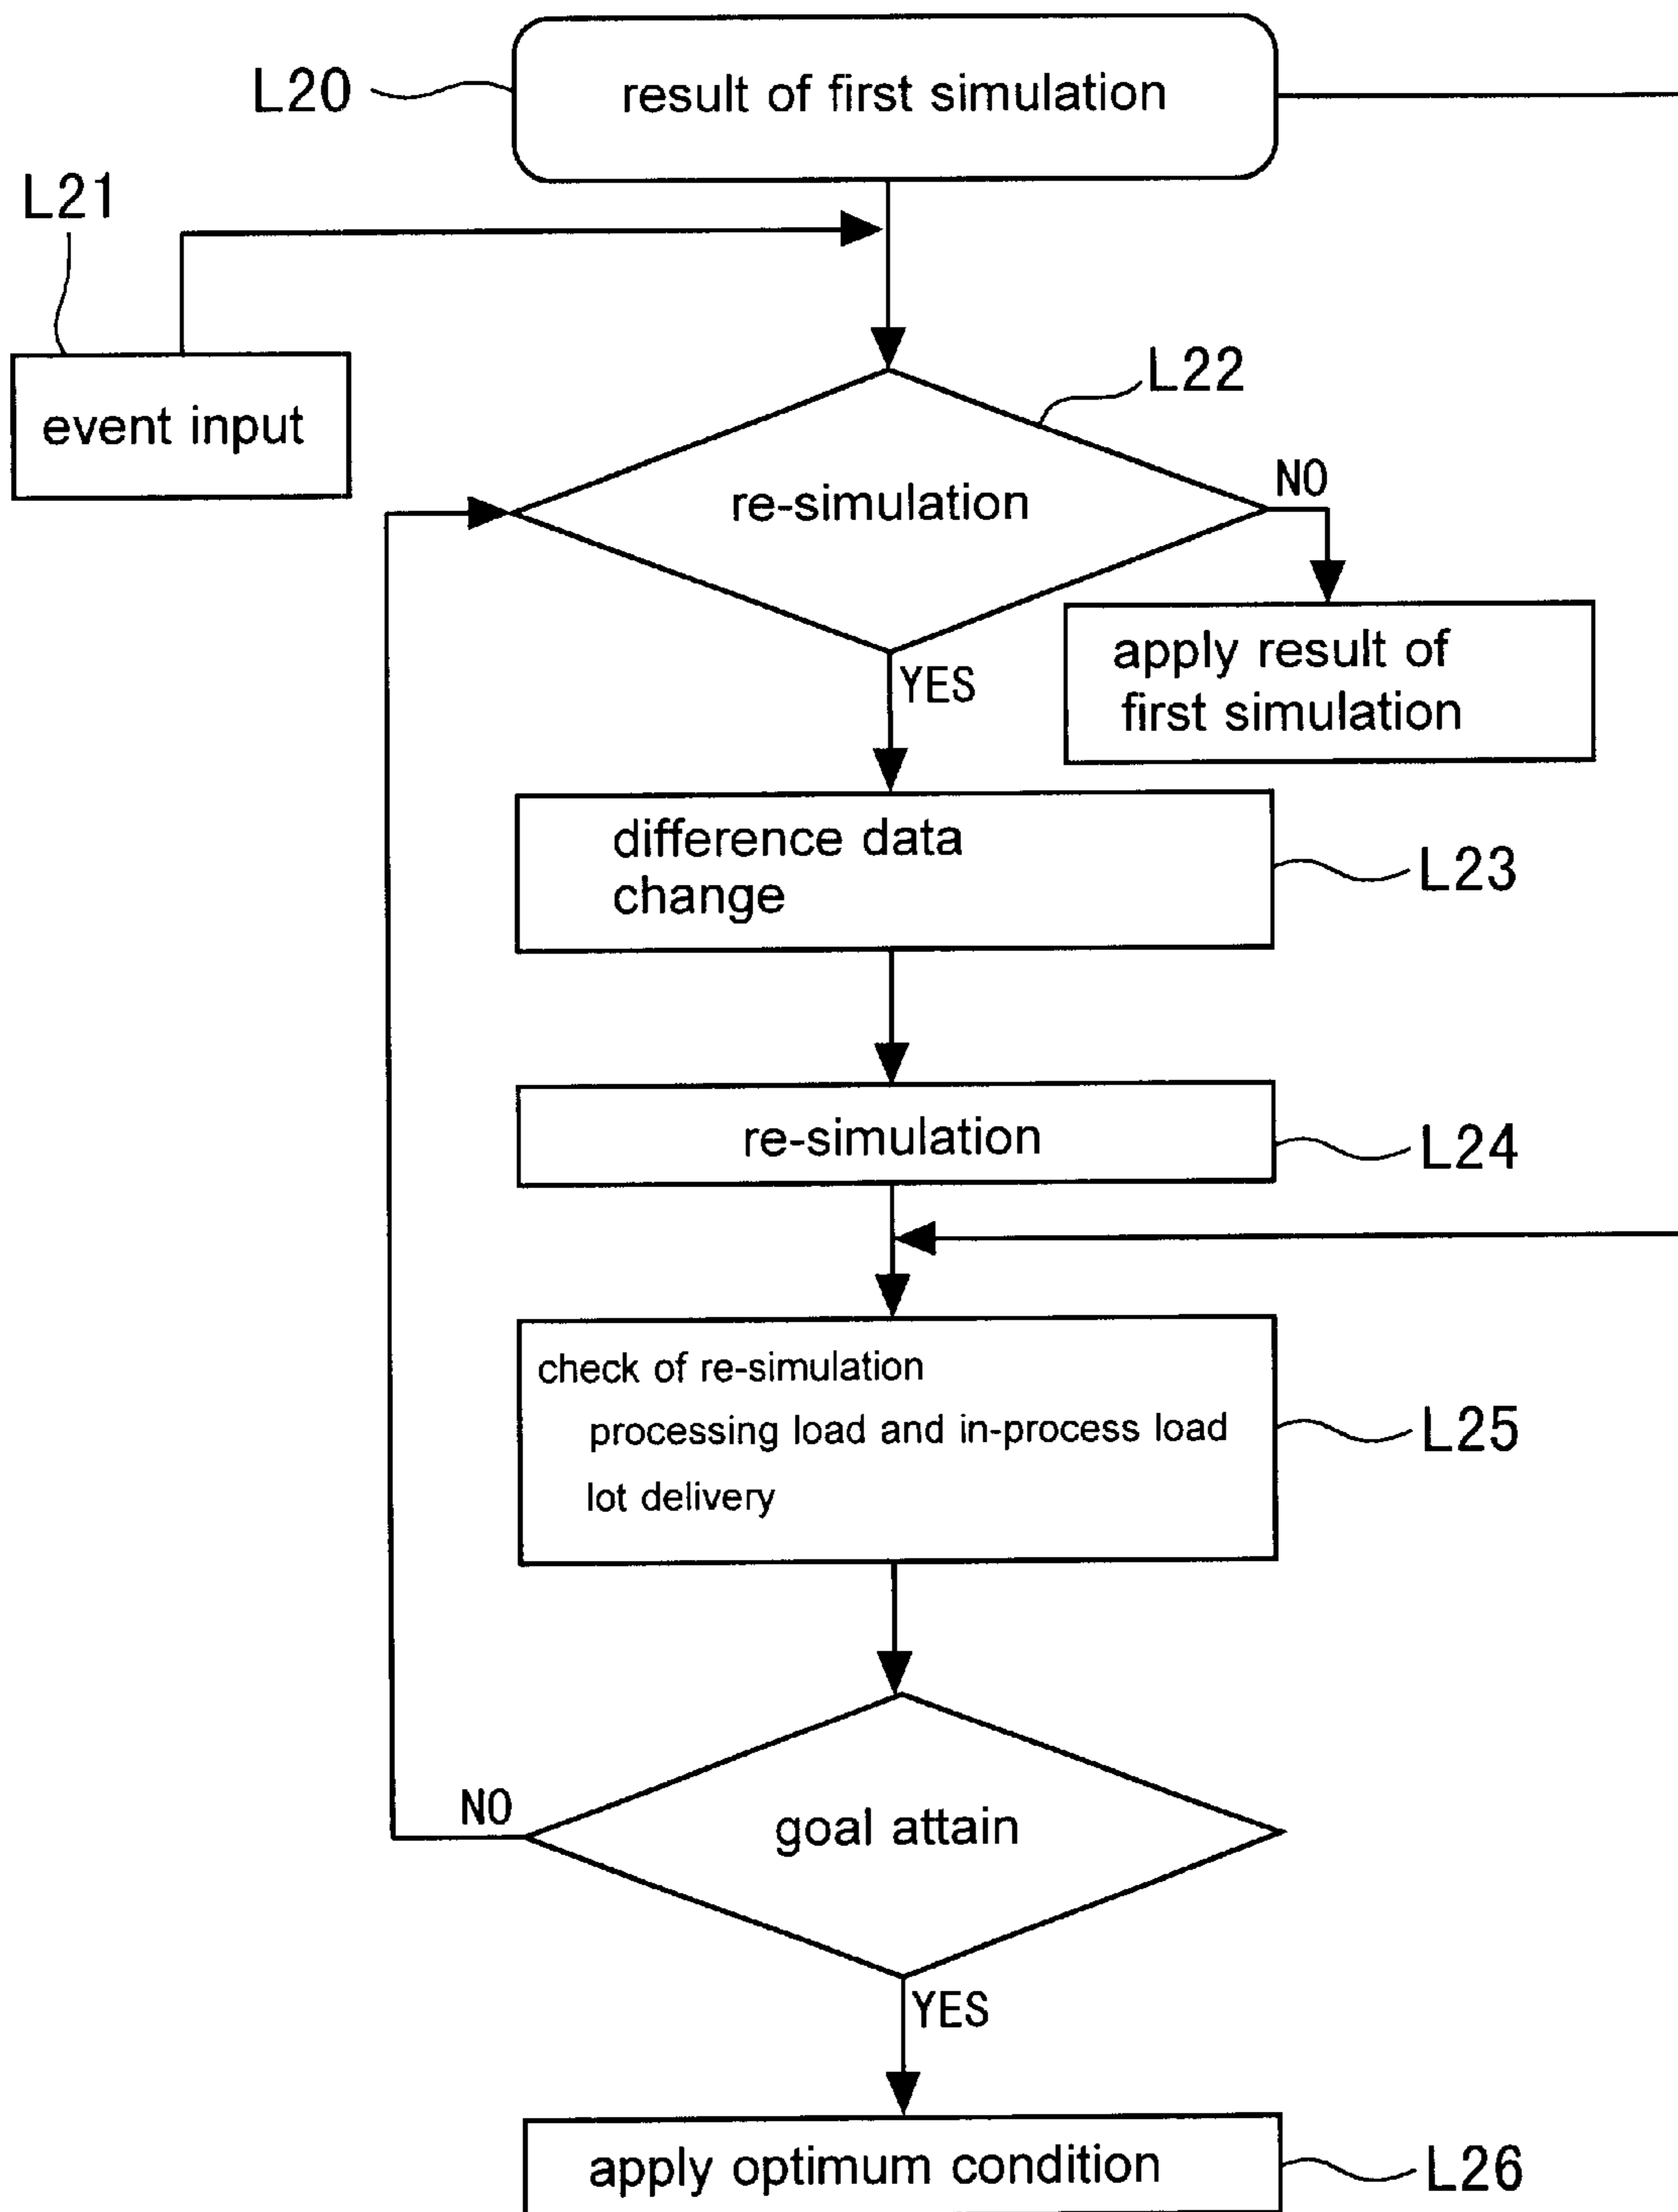 L20
result of first simulation
L21
event input
L22
re-simulation
NO
apply result of
first simulation
YES
difference data
change
L23
re-simulation
L24
check of re-simulation
processing load and in-process load
lot delivery
L25
goal attain
NO
YES
apply optimum condition
L26